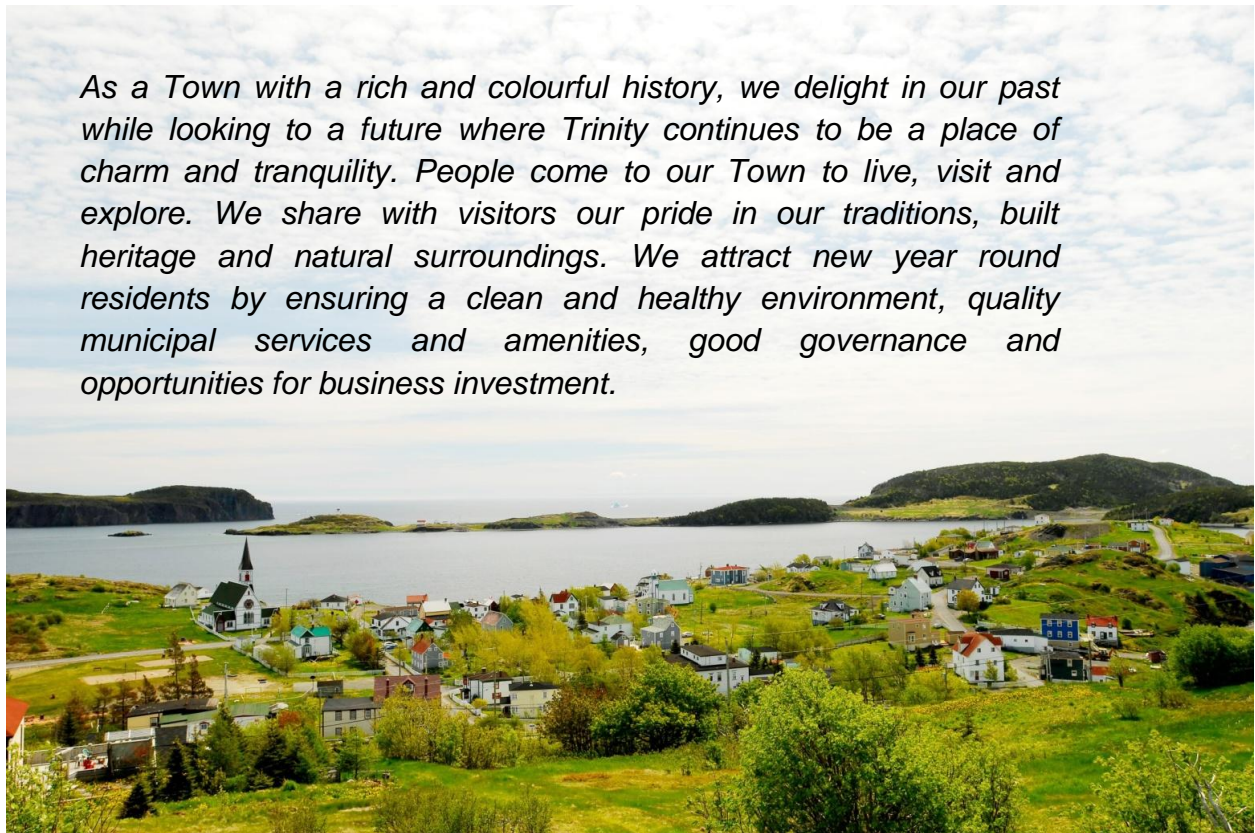 As a Town with a rich and colourful history, we delight in our past
while looking to a future where Trinity continues to be a place of
charm and tranquility. People come to our Town to live, visit and
explore. We share with visitors our pride in our traditions, built
heritage and natural surroundings. We attract new year round
residents by ensuring a clean and healthy environment, quality
municipal services and amenities, good governance and
opportunities for business investment.